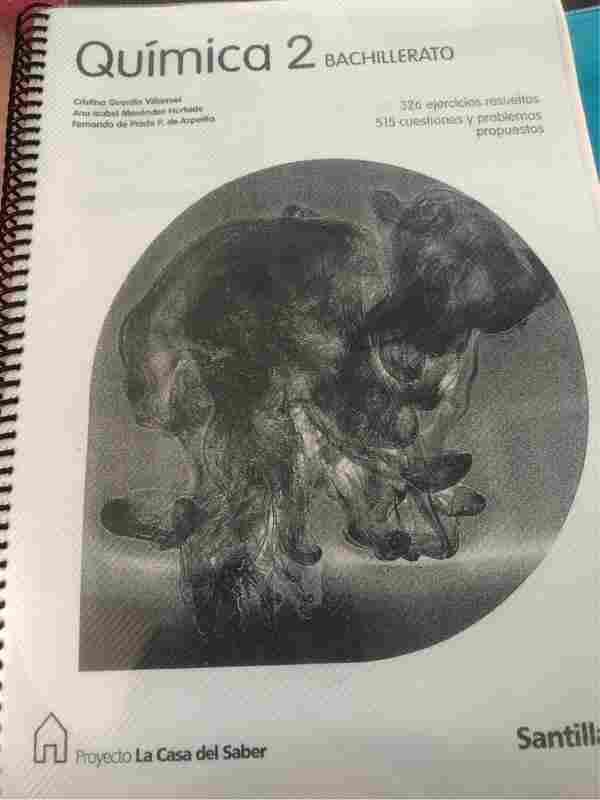 Química 2 BACHILLERATO
Cristina Guardia Villarroel
Ana Isabel Menéndez Hurtado
Fernando de Prada P. de Azpeitia
326 ejercicios resueltos
515 cuestiones y problemas
propuestos
Proyecto La Casa del Saber
Santilla